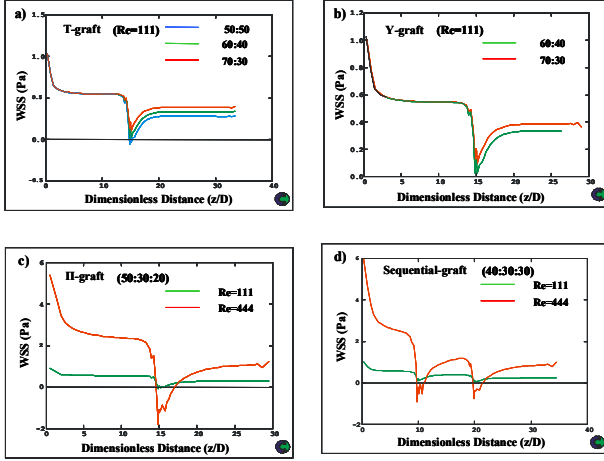 a) T-graft (Re=111) 50:50
60:40
70:30
WSS (Pa)
1.5
1.0
0.5
0.0
-0.5
0 10 20 30 40
Dimensionless Distance (z/D)
b) Y-graft (Re=111)
60:40
70:30
WSS (Pa)
1.2
1.0
0.8
0.6
0.4
0.2
0.0
0 5 10 15 20 25 30
Dimensionless Distance (z/D)
c) Π-graft (50:30:20)
Re=111
Re=444
WSS (Pa)
6
4
2
0
-2
0 5 10 15 20 25 30
Dimensionless Distance (z/D)
d) Sequential-graft (40:30:30)
Re=111
Re=444
WSS (Pa)
6
4
2
0
-2
0 10 20 30 40
Dimensionless Distance (z/D)